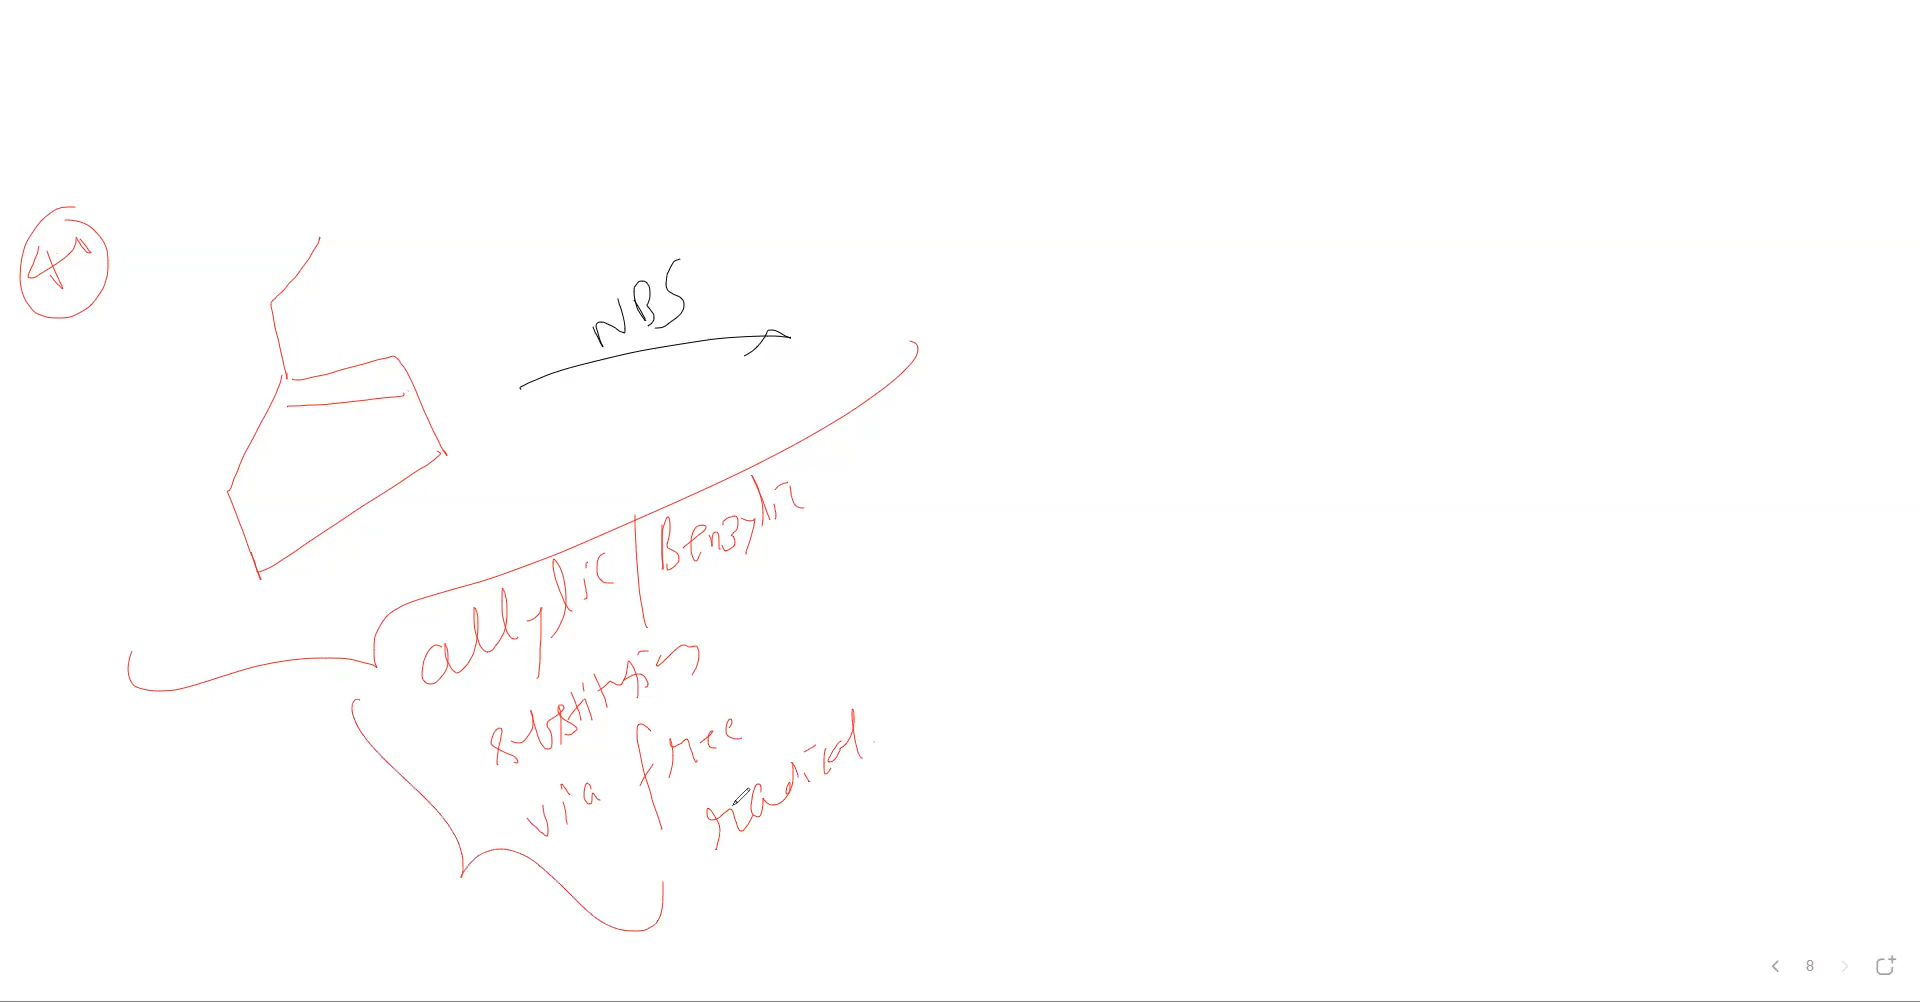 4.
NBS
allylic | Benzylic
substitution
via free
radical.
8